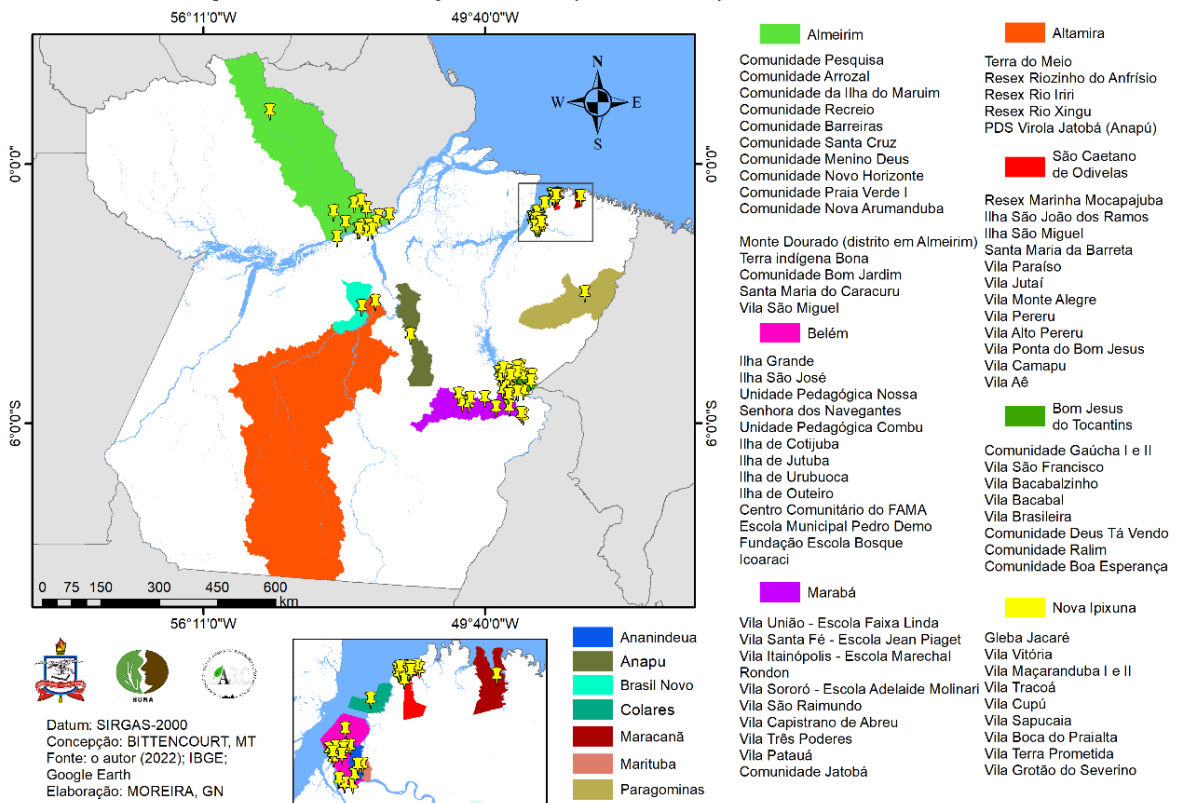 56°11'0"W
49°40'0"W
0°0'0"
6°0'0"S
0°0'0"
6°0'0"S
N
W
E
S
0 75 150 300 450 600
km
56°11'0"W
49°40'0"W
Almeirim
Comunidade Pesquisa
Comunidade Arrozal
Comunidade da Ilha do Maruim
Comunidade Recreio
Comunidade Barreiras
Comunidade Santa Cruz
Comunidade Menino Deus
Comunidade Novo Horizonte
Comunidade Praia Verde I
Comunidade Nova Arumanduba
Monte Dourado (distrito em Almeirim)
Terra indígena Bona
Comunidade Bom Jardim
Santa Maria do Caracuru
Vila São Miguel
Belém
Ilha Grande
Ilha São José
Unidade Pedagógica Nossa
Senhora dos Navegantes
Unidade Pedagógica Combu
Ilha de Cotijuba
Ilha de Jutuba
Ilha de Urubuoca
Ilha de Outeiro
Centro Comunitário do FAMA
Escola Municipal Pedro Demo
Fundação Escola Bosque
Icoaraci
Marabá
Vila União - Escola Faixa Linda
Vila Santa Fé - Escola Jean Piaget
Vila Itainópolis - Escola Marechal
Rondon
Vila Sororó - Escola Adelaide Molinari
Vila São Raimundo
Vila Capistrano de Abreu
Vila Três Poderes
Vila Patauá
Comunidade Jatobá
Altamira
Terra do Meio
Resex Riozinho do Anfrísio
Resex Rio Iriri
Resex Rio Xingu
PDS Virola Jatobá (Anapú)
São Caetano
de Odivelas
Resex Marinha Mocapajuba
Ilha São João dos Ramos
Ilha São Miguel
Santa Maria da Barreta
Vila Paraíso
Vila Jutaí
Vila Monte Alegre
Vila Pereru
Vila Alto Pereru
Vila Ponta do Bom Jesus
Vila Camapu
Vila Aê
Bom Jesus
do Tocantins
Comunidade Gaúcha I e II
Vila São Francisco
Vila Bacabalzinho
Vila Bacabal
Vila Brasileira
Comunidade Deus Tá Vendo
Comunidade Ralim
Comunidade Boa Esperança
Nova Ipixuna
Gleba Jacaré
Vila Vitória
Vila Maçaranduba I e II
Vila Tracoá
Vila Cupú
Vila Sapucaia
Vila Boca do Praialta
Vila Terra Prometida
Vila Grotão do Severino
NUMA
Datum: SIRGAS-2000
Concepção: BITTENCOURT, MT
Fonte: o autor (2022); IBGE;
Google Earth
Elaboração: MOREIRA, GN
Ananindeua
Anapu
Brasil Novo
Colares
Maracanã
Marituba
Paragominas